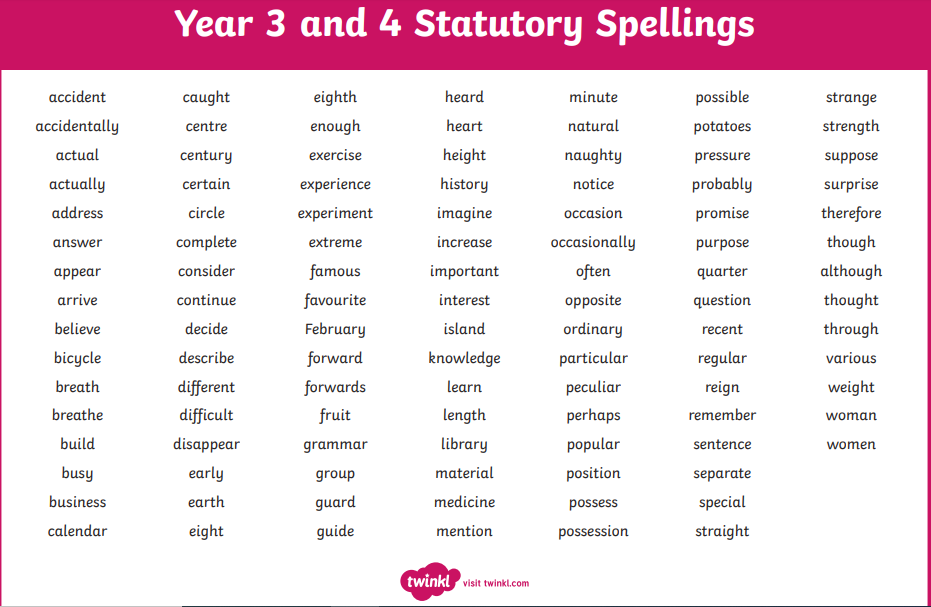 Year 3 and 4 Statutory Spellings
accident caught eighth heard minute possible strange
accidentally centre enough heart natural potatoes strength
actual century exercise height naughty pressure suppose
actually certain experience history notice probably surprise
address circle experiment imagine occasion promise therefore
answer complete extreme increase occasionally purpose though
appear consider famous important often quarter although
arrive continue favourite interest opposite question thought
believe decide February island ordinary recent through
bicycle describe forward knowledge particular regular various
breath different forwards learn peculiar reign weight
breathe difficult fruit length perhaps remember woman
build disappear grammar library popular sentence women
busy early group material position separate
business earth guard medicine possess special
calendar eight guide mention possession straight
twinkl visit twinkl.com